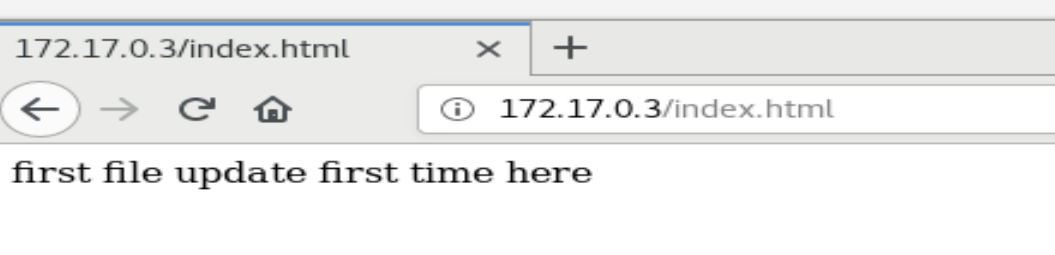 172.17.0.3/index.html
172.17.0.3/index.html
first file update first time here